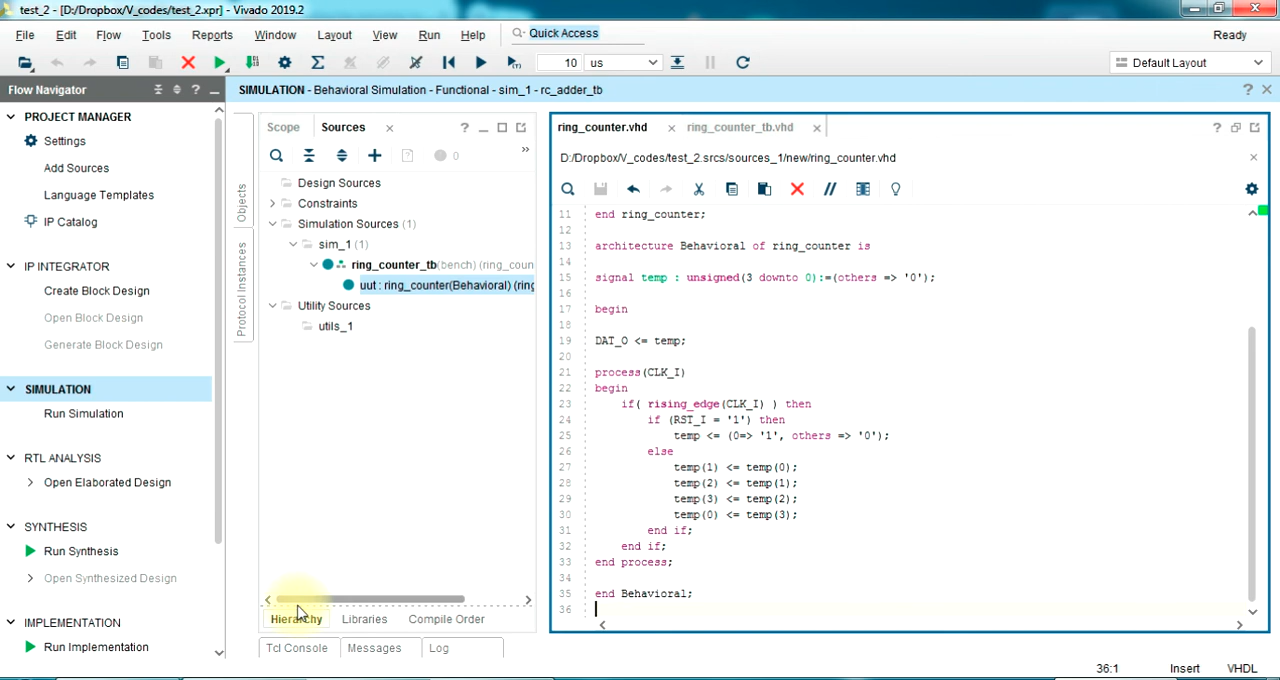 test_2 - [D:/Dropbox/V_codes/test_2.xpr] - Vivado 2019.2
File Edit Flow Tools Reports Window Layout View Run Help Quick Access Ready
10 us Default Layout
Flow Navigator
SIMULATION - Behavioral Simulation - Functional - sim_1 - rc_adder_tb
PROJECT MANAGER
Settings
Add Sources
Language Templates
IP Catalog
IP INTEGRATOR
Create Block Design
Open Block Design
Generate Block Design
SIMULATION
Run Simulation
RTL ANALYSIS
Open Elaborated Design
SYNTHESIS
Run Synthesis
Open Synthesized Design
IMPLEMENTATION
Run Implementation
Objects
Protocol Instances
Scope Sources
0
Design Sources
Constraints
Simulation Sources (1)
sim_1 (1)
ring_counter_tb(bench) (ring_coun
uut : ring_counter(Behavioral) (ring
Utility Sources
utils_1
Hierarchy Libraries Compile Order
Tcl Console Messages Log
ring_counter.vhd ring_counter_tb.vhd
D:/Dropbox/V_codes/test_2.srcs/sources_1/new/ring_counter.vhd
11 end ring_counter;
12
13 architecture Behavioral of ring_counter is
14
15 signal temp : unsigned(3 downto 0):=(others => '0');
16
17 begin
18
19 DAT_O <= temp;
20
21 process(CLK_I)
22 begin
23 if( rising_edge(CLK_I) ) then
24 if (RST_I = '1') then
25 temp <= (0=> '1', others => '0');
26 else
27 temp(1) <= temp(0);
28 temp(2) <= temp(1);
29 temp(3) <= temp(2);
30 temp(0) <= temp(3);
31 end if;
32 end if;
33 end process;
34
35 end Behavioral;
36
36:1 Insert VHDL